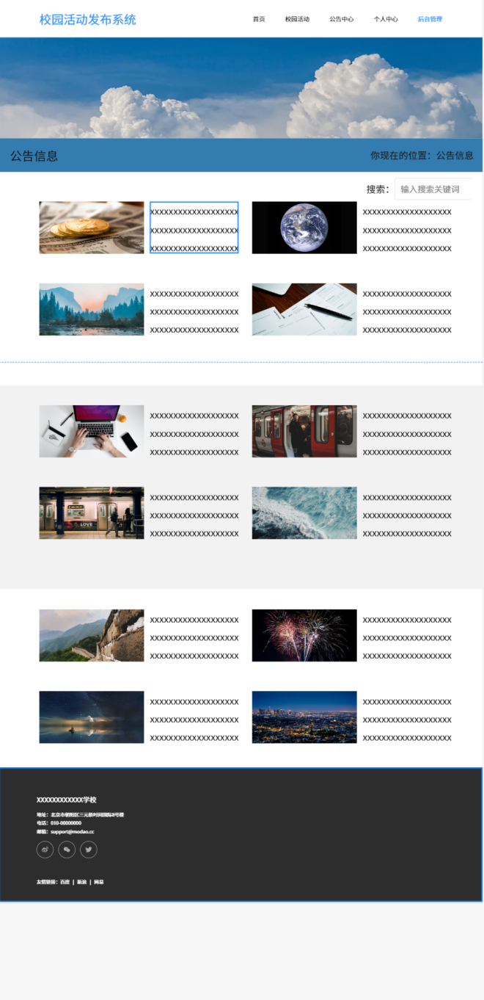 校园活动发布系统
首页 校园活动 公告中心 个人中心 后台管理
公告信息
你现在的位置：公告信息
搜索： 输入搜索关键词
XXXXXXXXXXXXXXXXXXX XXXXXXXXXXXXXXXXXXX
XXXXXXXXXXXXXXXXXXX XXXXXXXXXXXXXXXXXXX
XXXXXXXXXXXXXXXXXXX XXXXXXXXXXXXXXXXXXX
XXXXXXXXXXXXXXXXXXX XXXXXXXXXXXXXXXXXXX
XXXXXXXXXXXXXXXXXXX XXXXXXXXXXXXXXXXXXX
XXXXXXXXXXXXXXXXXXX XXXXXXXXXXXXXXXXXXX
XXXXXXXXXXXXXXXXXXX XXXXXXXXXXXXXXXXXXX
XXXXXXXXXXXXXXXXXXX XXXXXXXXXXXXXXXXXXX
XXXXXXXXXXXXXXXXXXX XXXXXXXXXXXXXXXXXXX
LOVE
XXXXXXXXXXXXXXXXXXX XXXXXXXXXXXXXXXXXXX
XXXXXXXXXXXXXXXXXXX XXXXXXXXXXXXXXXXXXX
XXXXXXXXXXXXXXXXXXX XXXXXXXXXXXXXXXXXXX
XXXXXXXXXXXXXXXXXXX XXXXXXXXXXXXXXXXXXX
XXXXXXXXXXXXXXXXXXX XXXXXXXXXXXXXXXXXXX
XXXXXXXXXXXXXXXXXXX XXXXXXXXXXXXXXXXXXX
XXXXXXXXXXXXXXXXXXX XXXXXXXXXXXXXXXXXXX
XXXXXXXXXXXXXXXXXXX XXXXXXXXXXXXXXXXXXX
XXXXXXXXXXXXXXXXXXX XXXXXXXXXXXXXXXXXXX
XXXXXXXXXXXX学校
地址：北京市朝阳区三元桥时间国际8号楼
电话：010-00000000
邮箱：support@modao.cc
友情链接：百度 | 新浪 | 网易